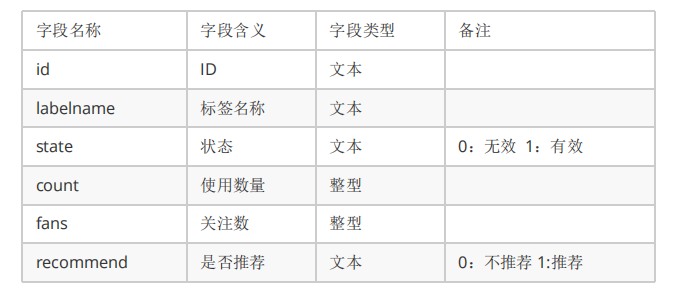 字段名称 字段含义 字段类型 备注
id ID 文本
labelname 标签名称 文本
state 状态 文本 0：无效 1：有效
count 使用数量 整型
fans 关注数 整型
recommend 是否推荐 文本 0：不推荐 1:推荐